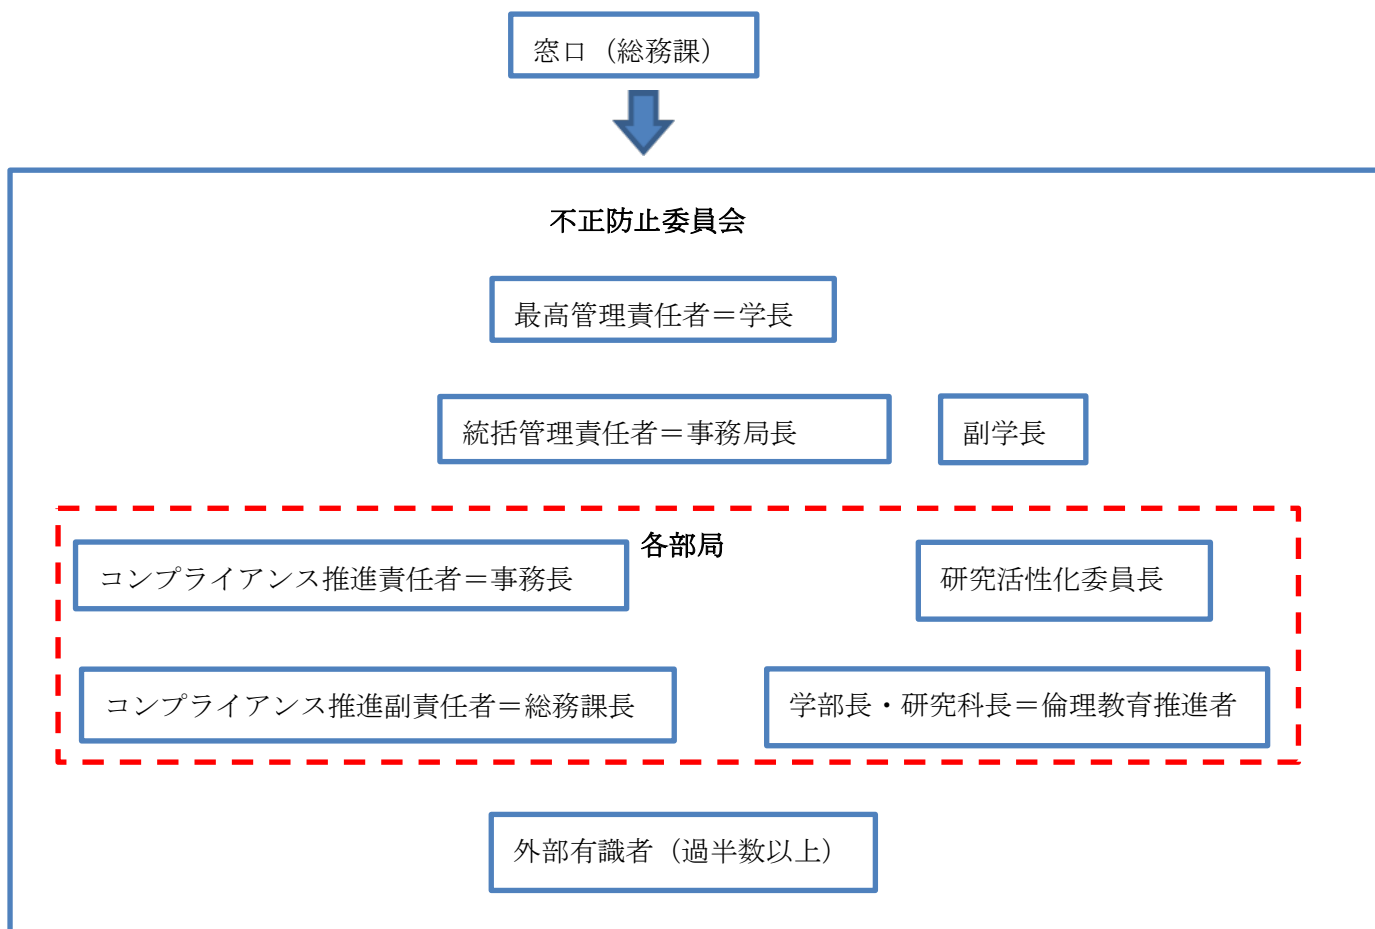 窓口（総務課）
不正防止委員会
最高管理責任者＝学長
統括管理責任者＝事務局長
副学長
各部局
コンプライアンス推進責任者＝事務長
研究活性化委員長
コンプライアンス推進副責任者＝総務課長
学部長・研究科長＝倫理教育推進者
外部有識者（過半数以上）